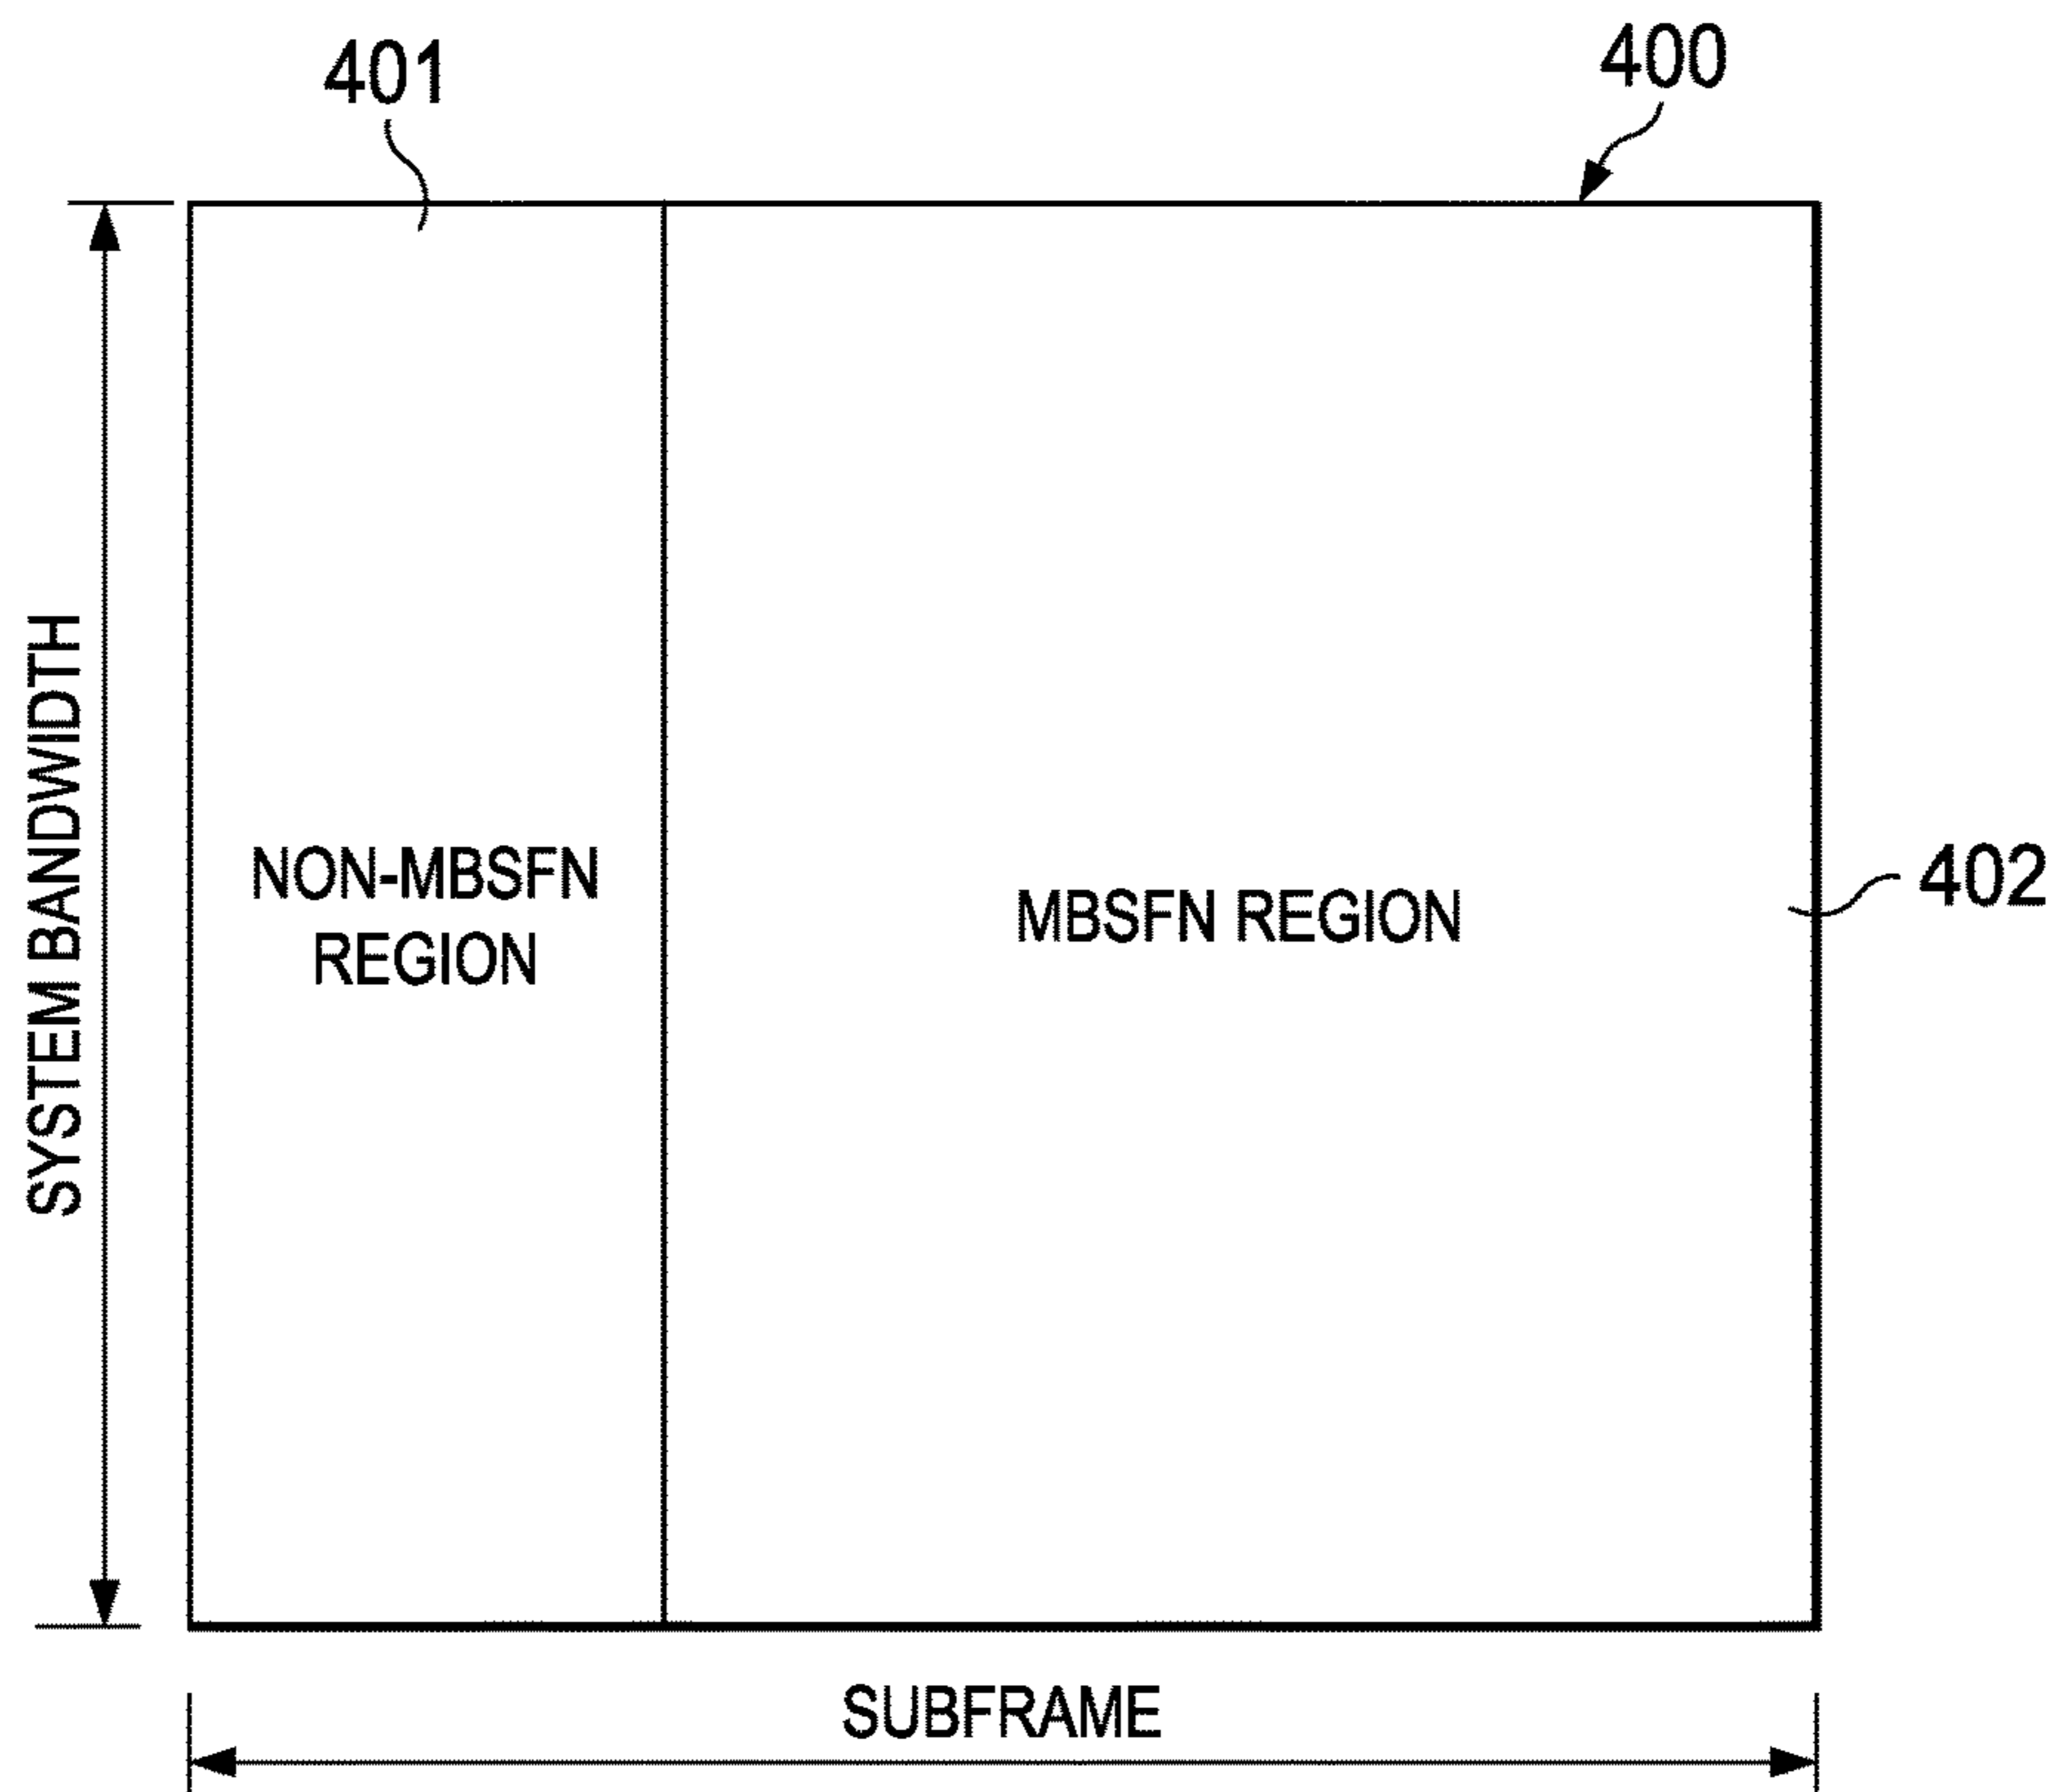 401
400
SYSTEM BANDWIDTH
NON-MBSFN
REGION
MBSFN REGION
402
SUBFRAME